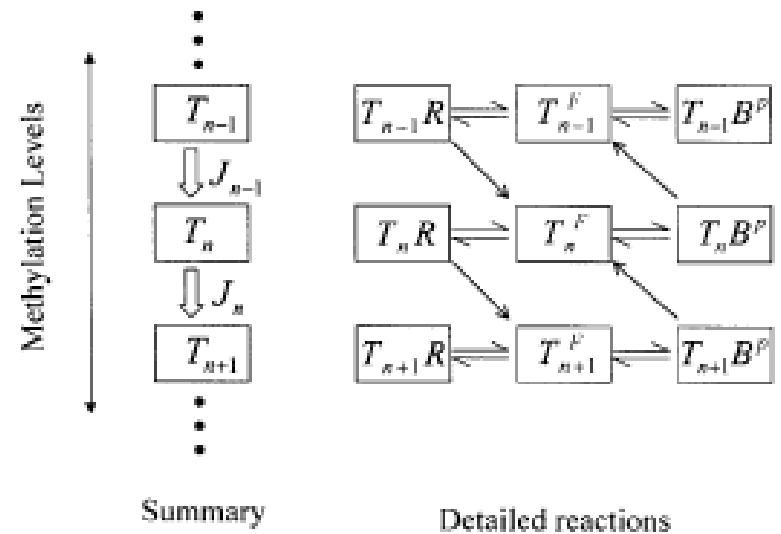 Methylation Levels
T_{n-1}
J_{n-1}
T_n
J_n
T_{n+1}
Summary
T_{n-1}R T_{n-1}^F T_{n-1}B^P
T_nR T_n^F T_nB^P
T_{n+1}R T_{n+1}^F T_{n+1}B^P
Detailed reactions